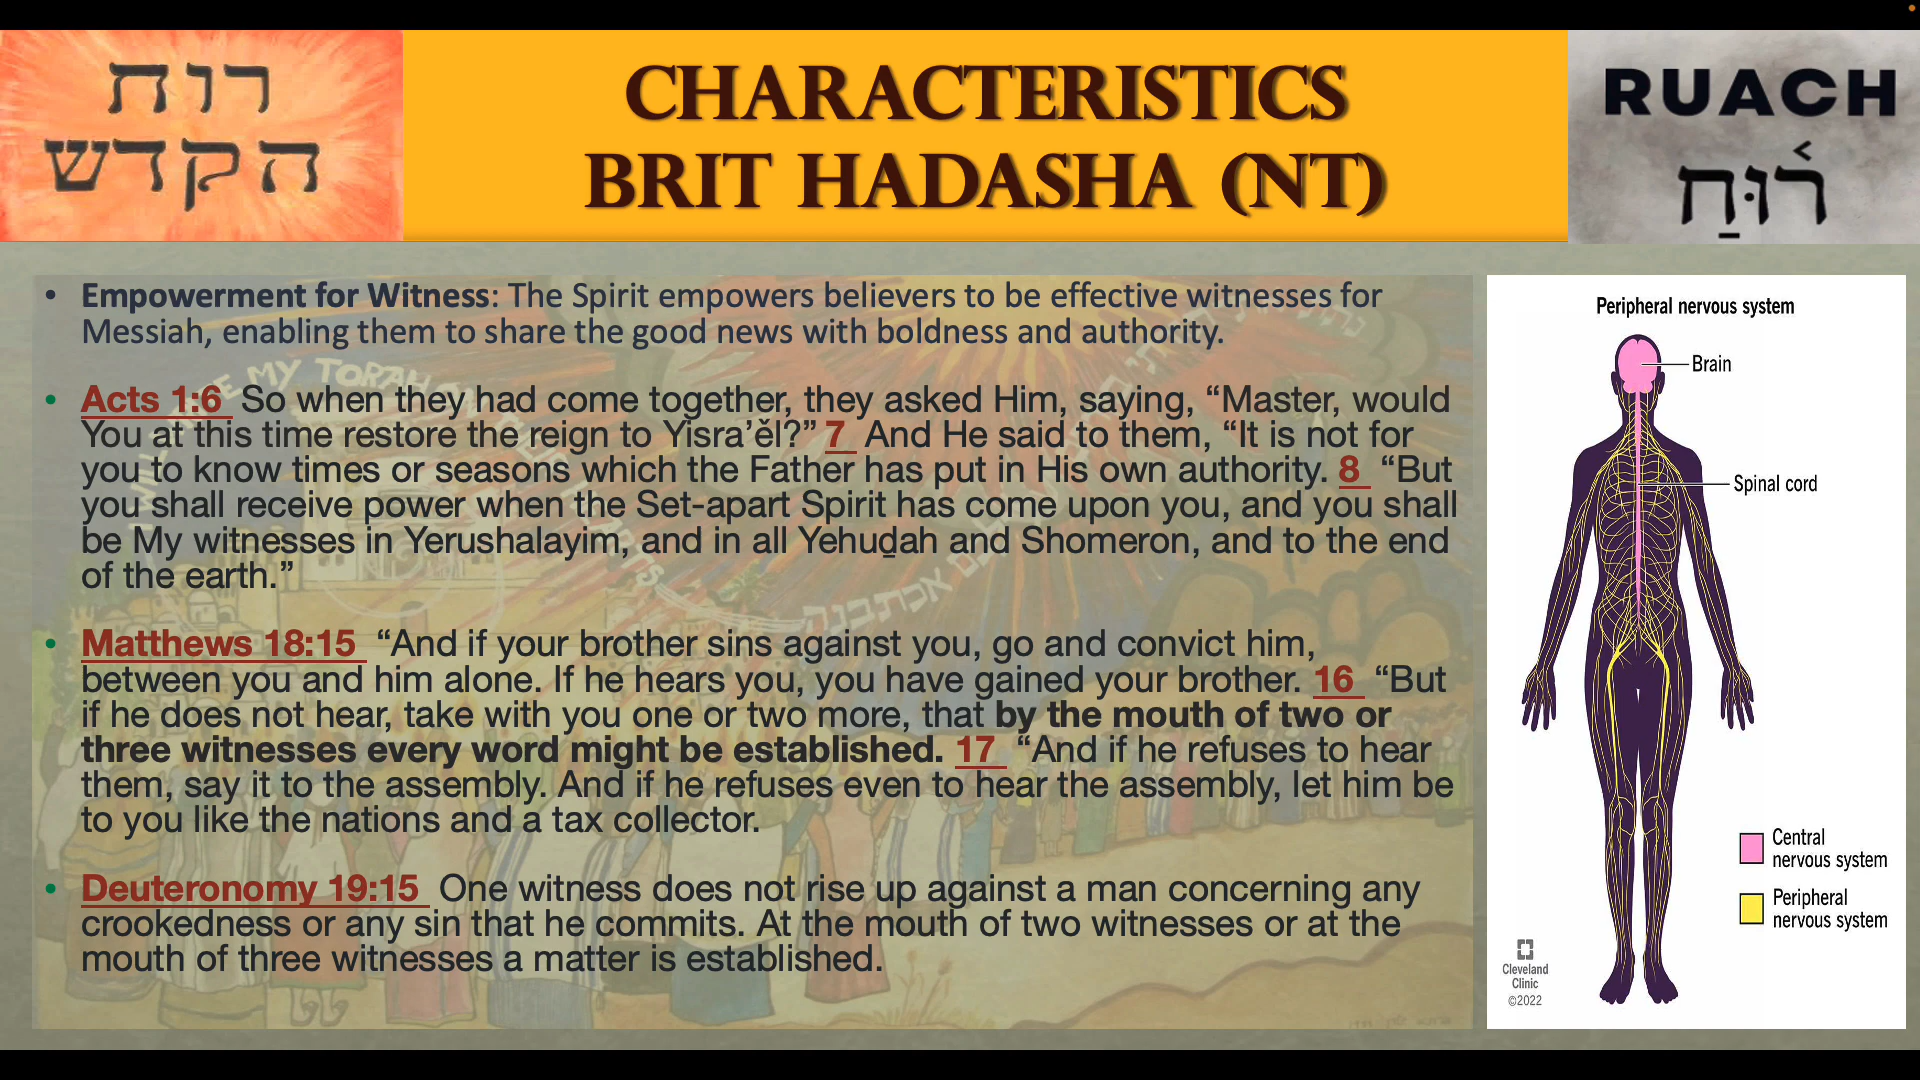 רוח
הקדש
CHARACTERISTICS
BRIT HADASHA (NT)
RUACH
ר֫וּחַ
• Empowerment for Witness: The Spirit empowers believers to be effective witnesses for
Messiah, enabling them to share the good news with boldness and authority.
• Acts 1:6 So when they had come together, they asked Him, saying, “Master, would
You at this time restore the reign to Yisra’ěl?” 7 And He said to them, “It is not for
you to know times or seasons which the Father has put in His own authority. 8 “But
you shall receive power when the Set-apart Spirit has come upon you, and you shall
be My witnesses in Yerushalayim, and in all Yehuḏah and Shomeron, and to the end
of the earth.”
• Matthews 18:15 “And if your brother sins against you, go and convict him,
between you and him alone. If he hears you, you have gained your brother. 16 “But
if he does not hear, take with you one or two more, that by the mouth of two or
three witnesses every word might be established. 17 “And if he refuses to hear
them, say it to the assembly. And if he refuses even to hear the assembly, let him be
to you like the nations and a tax collector.
• Deuteronomy 19:15 One witness does not rise up against a man concerning any
crookedness or any sin that he commits. At the mouth of two witnesses or at the
mouth of three witnesses a matter is established.
MY TORAH
Peripheral nervous system
Brain
Spinal cord
Central
nervous system
Peripheral
nervous system
Cleveland
Clinic
©2022